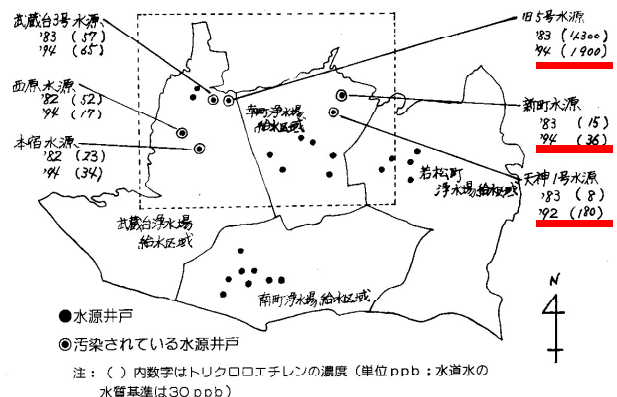 武蔵台3号水源
'83 (57)
'94 (65)
西原水源
'82 (52)
'94 (17)
本宿水源
'82 (23)
'94 (34)
旧5号水源
'83 (4300)
'94 (1900)
新町水源
'83 (15)
'94 (36)
天神1号水源
'83 (8)
'92 (180)
南町浄水場
給水区域
若松町
浄水場給水区域
武蔵台浄水場
給水区域
南町浄水場給水区域
N
●水源井戸
◉汚染されている水源井戸
注：（ ）内数字はトリクロロエチレンの濃度（単位ppb；水道水の
水質基準は30ppb）